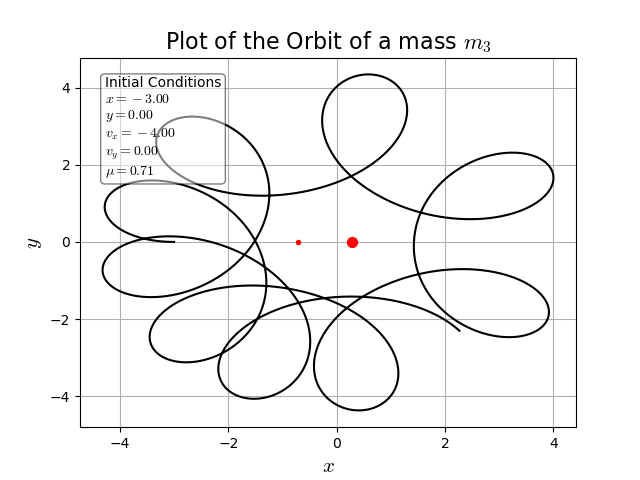 Plot of the Orbit of a mass m₃
Initial Conditions
x = −3.00
y = 0.00
vₓ = −4.00
v_y = 0.00
μ = 0.71
4
2
0
−2
−4
y
−4
−2
0
2
4
x